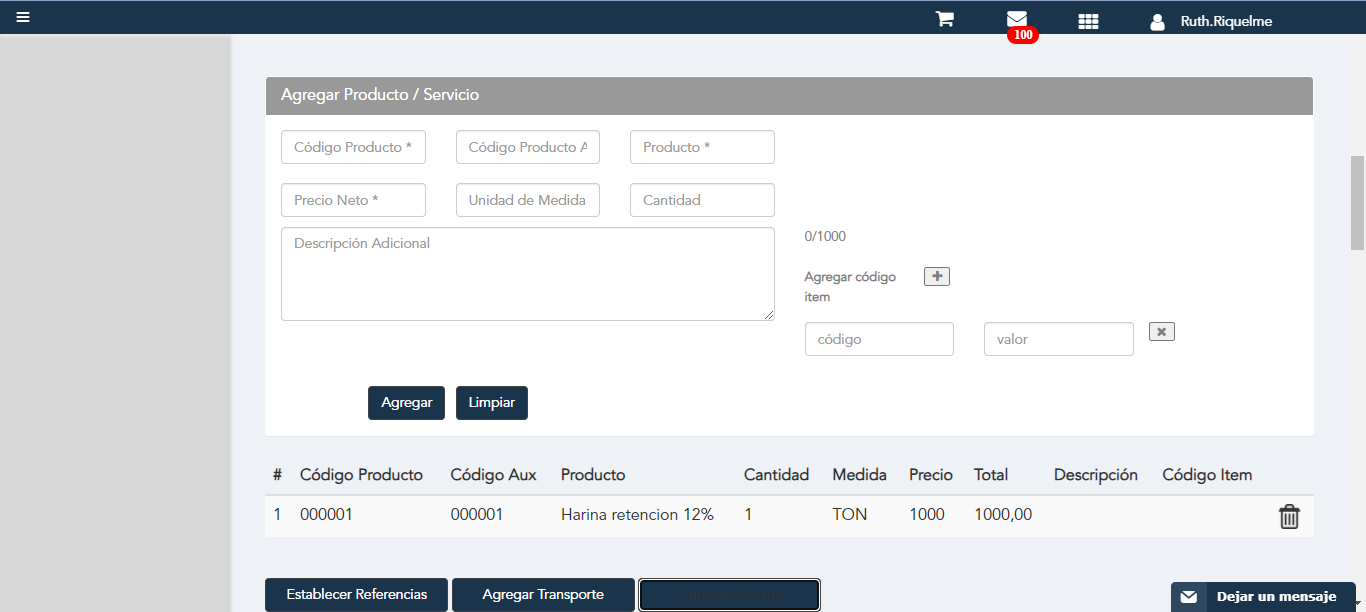 Ruth.Riquelme
100
Agregar Producto / Servicio
Código Producto * Código Producto A Producto *
Precio Neto * Unidad de Medida Cantidad
Descripción Adicional
0/1000
Agregar código
item
código valor
Agregar Limpiar
# Código Producto Código Aux Producto Cantidad Medida Precio Total Descripción Código Item
1 000001 000001 Harina retencion 12% 1 TON 1000 1000,00
Establecer Referencias Agregar Transporte Agregar Aduana
Dejar un mensaje